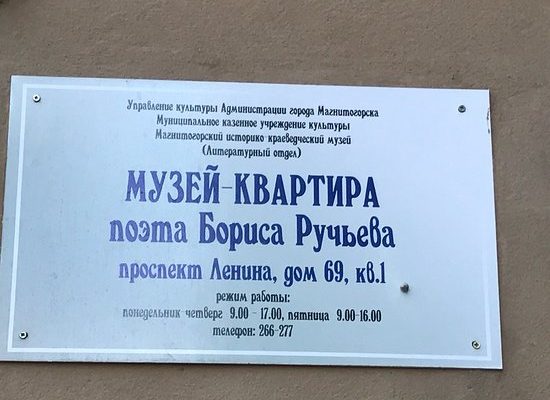 Управление культуры Администрации города Магнитогорска
Муниципальное казенное учреждение культуры
Магнитогорский историко-краеведческий музей
(Литературный отдел)
МУЗЕЙ-КВАРТИРА
поэта Бориса Ручьева
проспект Ленина, дом 69, кв.1
режим работы:
понедельник четверг 9.00 - 17.00, пятница 9.00-16.00
телефон: 266-277